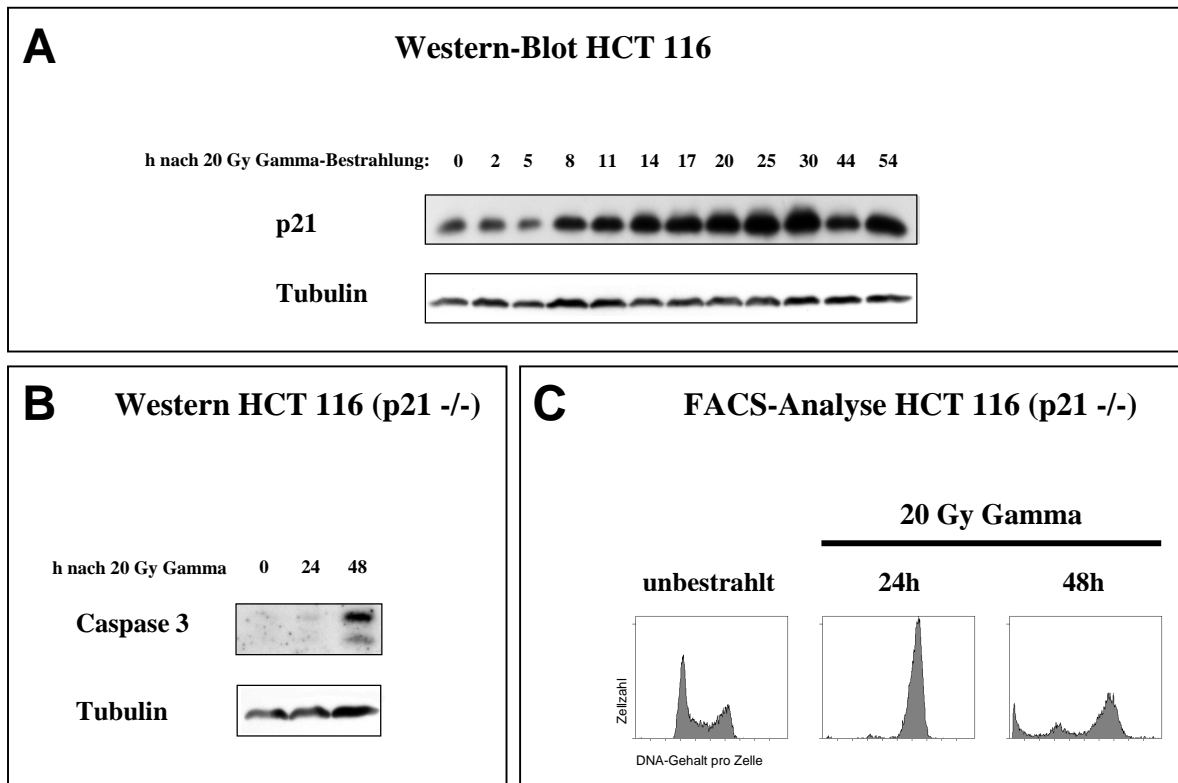 A
Western-Blot HCT 116
h nach 20 Gy Gamma-Bestrahlung: 0 2 5 8 11 14 17 20 25 30 44 54
p21
Tubulin
B
Western HCT 116 (p21 -/-)
h nach 20 Gy Gamma 0 24 48
Caspase 3
Tubulin
C
FACS-Analyse HCT 116 (p21 -/-)
20 Gy Gamma
unbestrahlt 24h 48h
Zellzahl
DNA-Gehalt pro Zelle